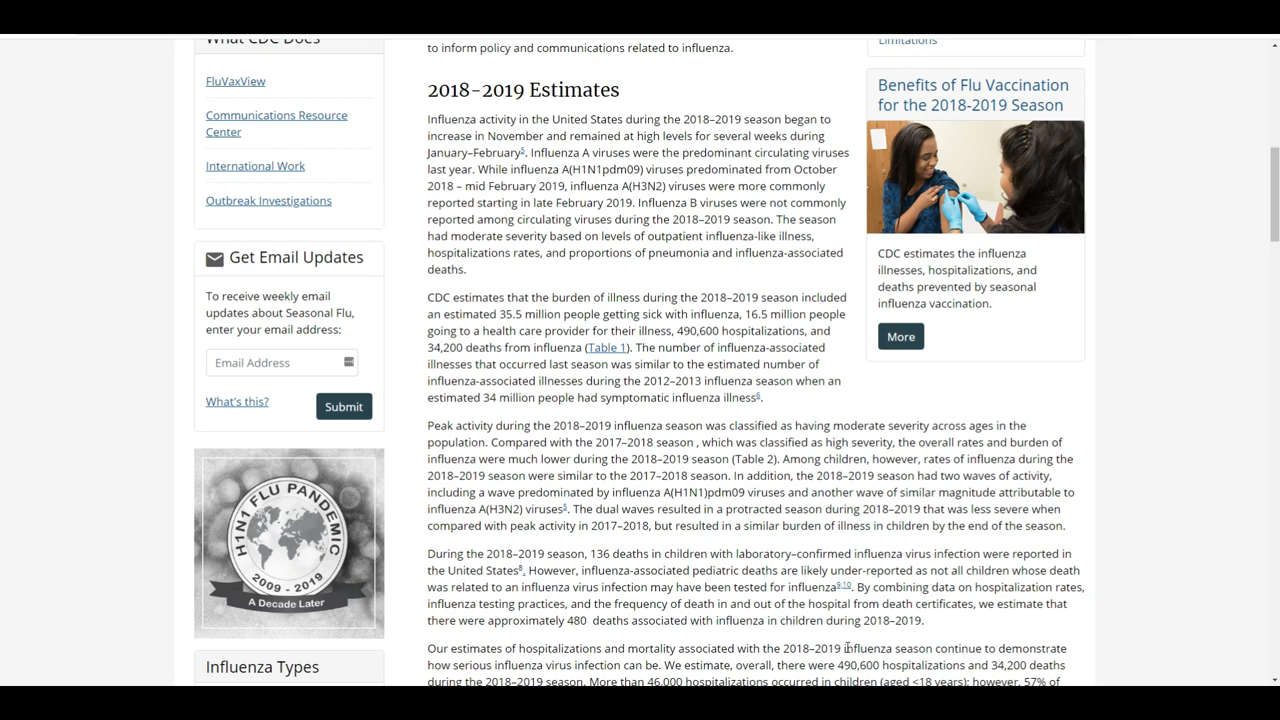 What CDC Does
FluVaxView
Communications Resource
Center
International Work
Outbreak Investigations
Get Email Updates
To receive weekly email
updates about Seasonal Flu,
enter your email address:
Email Address
What's this?
Submit
H1N1 FLU PANDEMIC
2009 - 2019
A Decade Later
Influenza Types
to inform policy and communications related to influenza.
2018-2019 Estimates
Influenza activity in the United States during the 2018–2019 season began to
increase in November and remained at high levels for several weeks during
January–February5. Influenza A viruses were the predominant circulating viruses
last year. While influenza A(H1N1pdm09) viruses predominated from October
2018 – mid February 2019, influenza A(H3N2) viruses were more commonly
reported starting in late February 2019. Influenza B viruses were not commonly
reported among circulating viruses during the 2018–2019 season. The season
had moderate severity based on levels of outpatient influenza-like illness,
hospitalizations rates, and proportions of pneumonia and influenza-associated
deaths.
CDC estimates that the burden of illness during the 2018–2019 season included
an estimated 35.5 million people getting sick with influenza, 16.5 million people
going to a health care provider for their illness, 490,600 hospitalizations, and
34,200 deaths from influenza (Table 1). The number of influenza-associated
illnesses that occurred last season was similar to the estimated number of
influenza-associated illnesses during the 2012–2013 influenza season when an
estimated 34 million people had symptomatic influenza illness6.
Peak activity during the 2018–2019 influenza season was classified as having moderate severity across ages in the
population. Compared with the 2017–2018 season , which was classified as high severity, the overall rates and burden of
influenza were much lower during the 2018–2019 season (Table 2). Among children, however, rates of influenza during the
2018–2019 season were similar to the 2017–2018 season. In addition, the 2018–2019 season had two waves of activity,
including a wave predominated by influenza A(H1N1)pdm09 viruses and another wave of similar magnitude attributable to
influenza A(H3N2) viruses5. The dual waves resulted in a protracted season during 2018–2019 that was less severe when
compared with peak activity in 2017–2018, but resulted in a similar burden of illness in children by the end of the season.
During the 2018–2019 season, 136 deaths in children with laboratory–confirmed influenza virus infection were reported in
the United States8. However, influenza-associated pediatric deaths are likely under-reported as not all children whose death
was related to an influenza virus infection may have been tested for influenza9,10. By combining data on hospitalization rates,
influenza testing practices, and the frequency of death in and out of the hospital from death certificates, we estimate that
there were approximately 480 deaths associated with influenza in children during 2018–2019.
Our estimates of hospitalizations and mortality associated with the 2018–2019 influenza season continue to demonstrate
how serious influenza virus infection can be. We estimate, overall, there were 490,600 hospitalizations and 34,200 deaths
during the 2018–2019 season. More than 46,000 hospitalizations occurred in children (aged <18 years); however, 57% of
Limitations
Benefits of Flu Vaccination
for the 2018-2019 Season
CDC estimates the influenza
illnesses, hospitalizations, and
deaths prevented by seasonal
influenza vaccination.
More